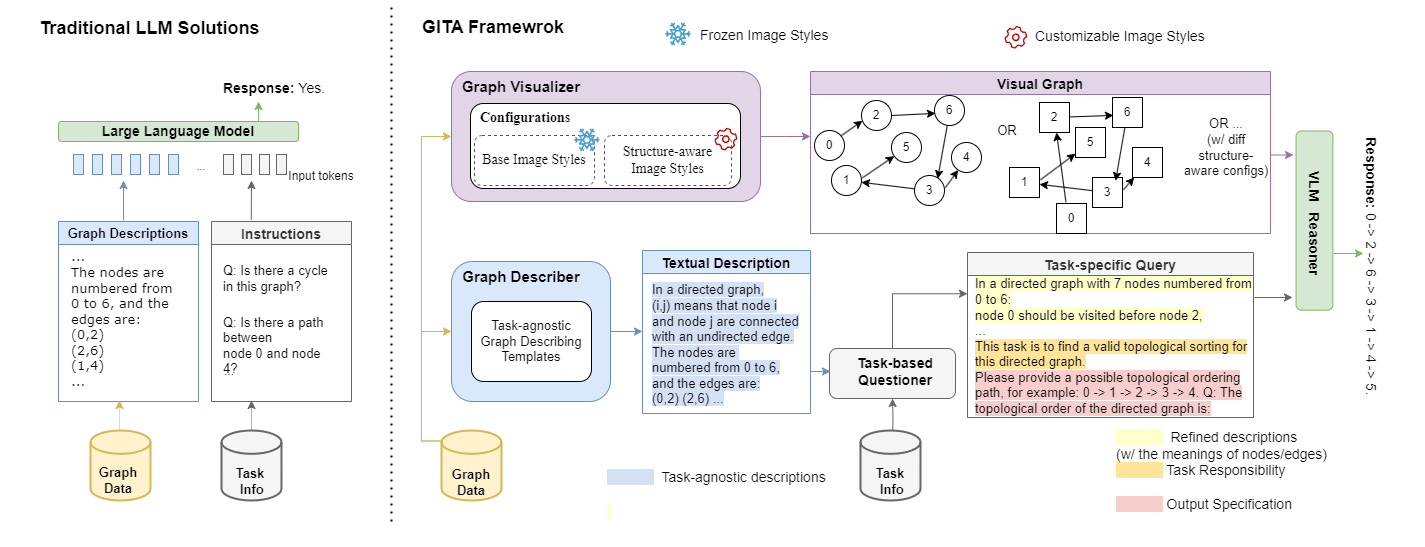 Traditional LLM Solutions
Response: Yes.
Large Language Model
...
Input tokens
Graph Descriptions
...
The nodes are
numbered from
0 to 6, and the
edges are:
(0,2)
(2,6)
(1,4)
...
Instructions
Q: Is there a cycle
in this graph?
Q: Is there a path
between
node 0 and node
4?
...
Graph
Data
Task
Info
GITA Framewrok
Frozen Image Styles
Customizable Image Styles
Graph Visualizer
Configurations
Base Image Styles
Structure-aware
Image Styles
Visual Graph
0
2
6
5
4
1
3
OR
2
6
5
4
1
3
0
OR ...
(w/ diff
structure-
aware configs)
Graph Describer
Task-agnostic
Graph Describing
Templates
Textual Description
In a directed graph,
(i,j) means that node i
and node j are connected
with an undirected edge.
The nodes are
numbered from 0 to 6,
and the edges are:
(0,2) (2,6) ...
Task-based
Questioner
Task-specific Query
In a directed graph with 7 nodes numbered from
0 to 6:
node 0 should be visited before node 2,
...
This task is to find a valid topological sorting for
this directed graph.
Please provide a possible topological ordering
path, for example: 0 -> 1 -> 2 -> 3 -> 4. Q: The
topological order of the directed graph is:
VLM Reasoner
Response: 0 -> 2 -> 6 -> 3 -> 1 -> 4 -> 5.
Graph
Data
Task
Info
Task-agnostic descriptions
Refined descriptions
(w/ the meanings of nodes/edges)
Task Responsibility
Output Specification